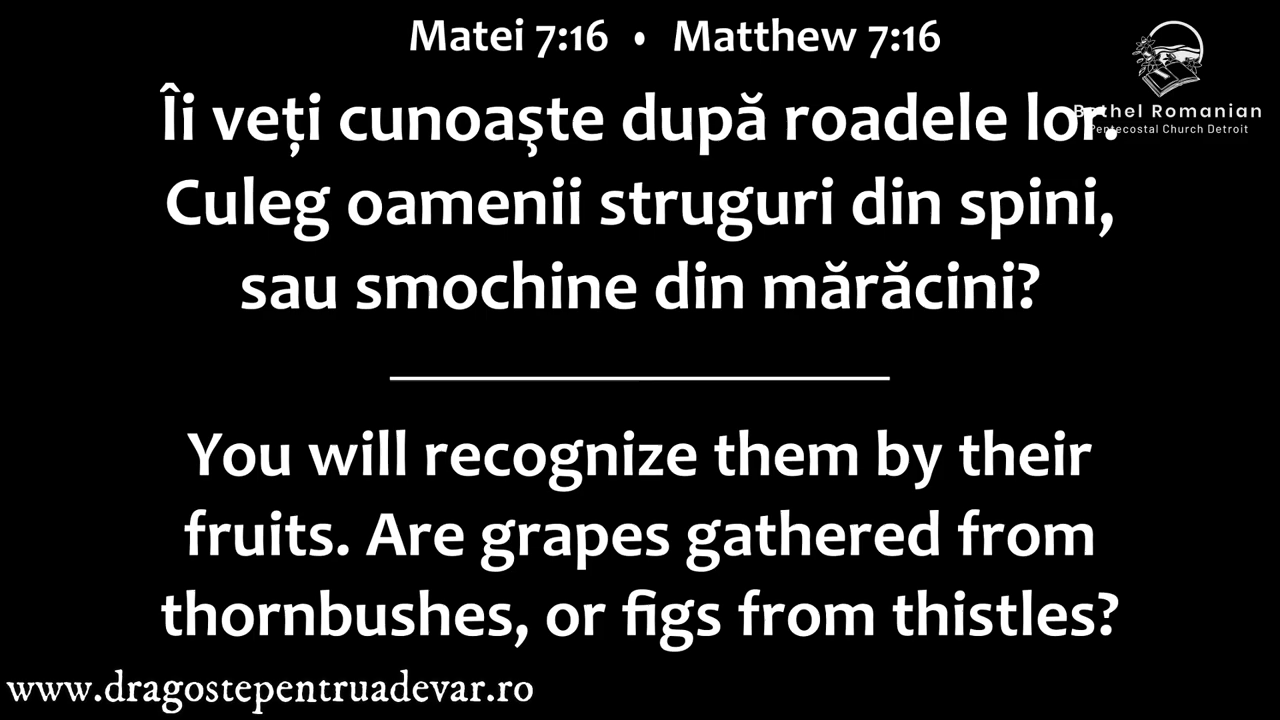 Matei 7:16 • Matthew 7:16
Îi veți cunoaşte după roadele lor.
Bethel Romanian
Pentecostal Church Detroit
Culeg oamenii struguri din spini,
sau smochine din mărăcini?
You will recognize them by their
fruits. Are grapes gathered from
thornbushes, or figs from thistles?
www.dragostepentruadevar.ro